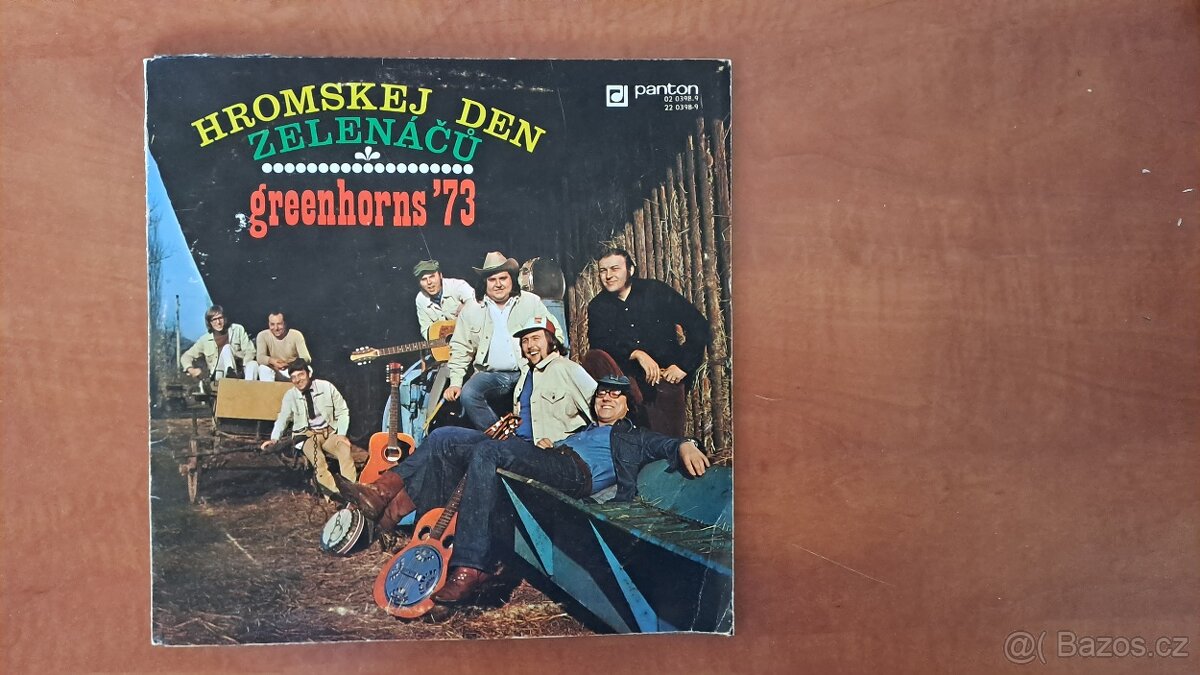 HROMSKEJ DEN
ZELENÁČŮ
greenhorns '73
panton
02 0398-9
22 0398-9
@( Bazos.cz